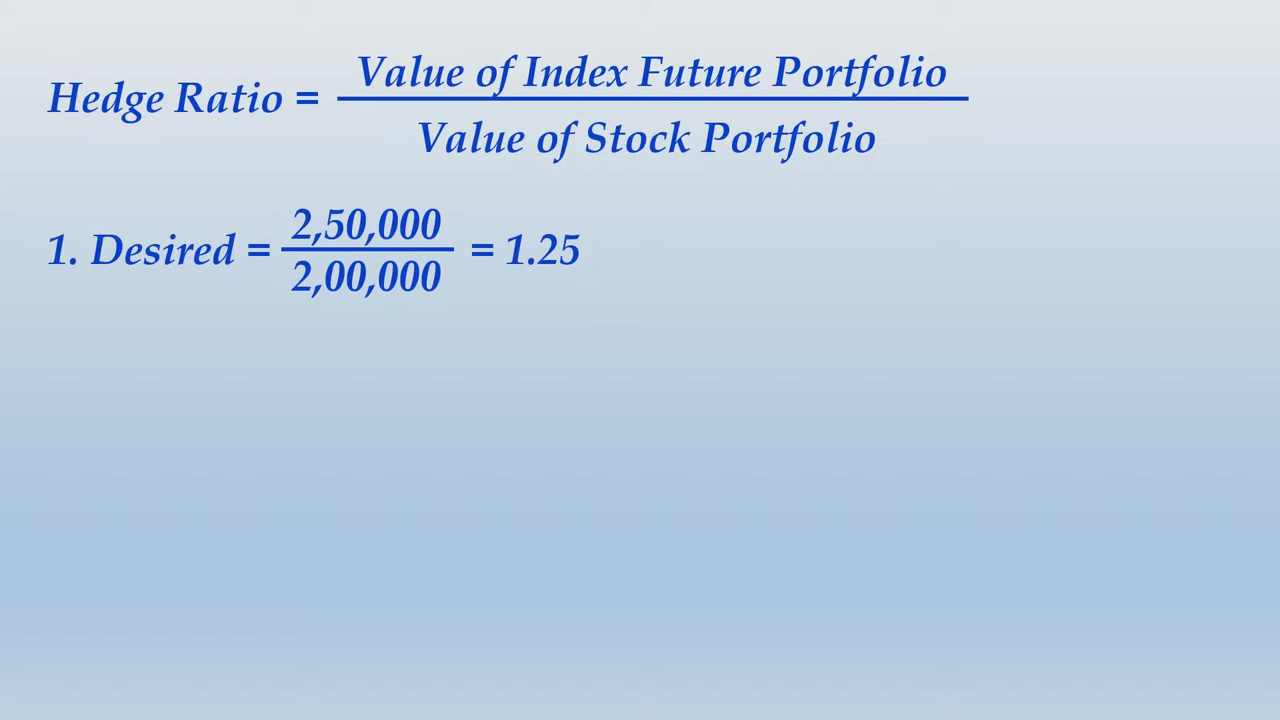 Hedge Ratio = Value of Index Future Portfolio
Value of Stock Portfolio
1. Desired = 2,50,000
2,00,000 = 1.25